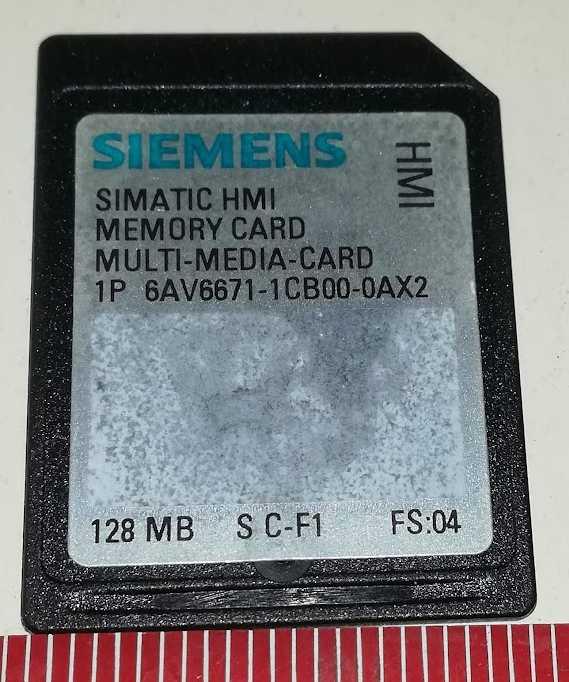 SIEMENS
HMI
SIMATIC HMI
MEMORY CARD
MULTI-MEDIA-CARD
1P 6AV6671-1CB00-0AX2
128 MB S C-F1 FS:04